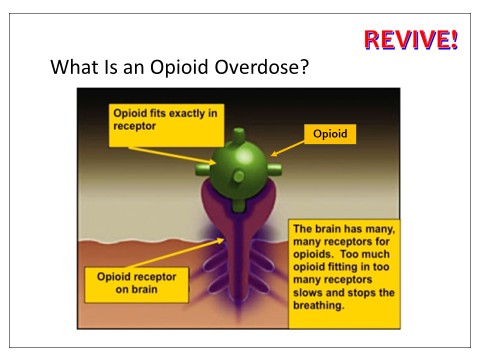 REVIVE!
What Is an Opioid Overdose?
Opioid fits exactly in
receptor
Opioid
Opioid receptor
on brain
The brain has many,
many receptors for
opioids.  Too much
opioid fitting in too
many receptors
slows and stops the
breathing.